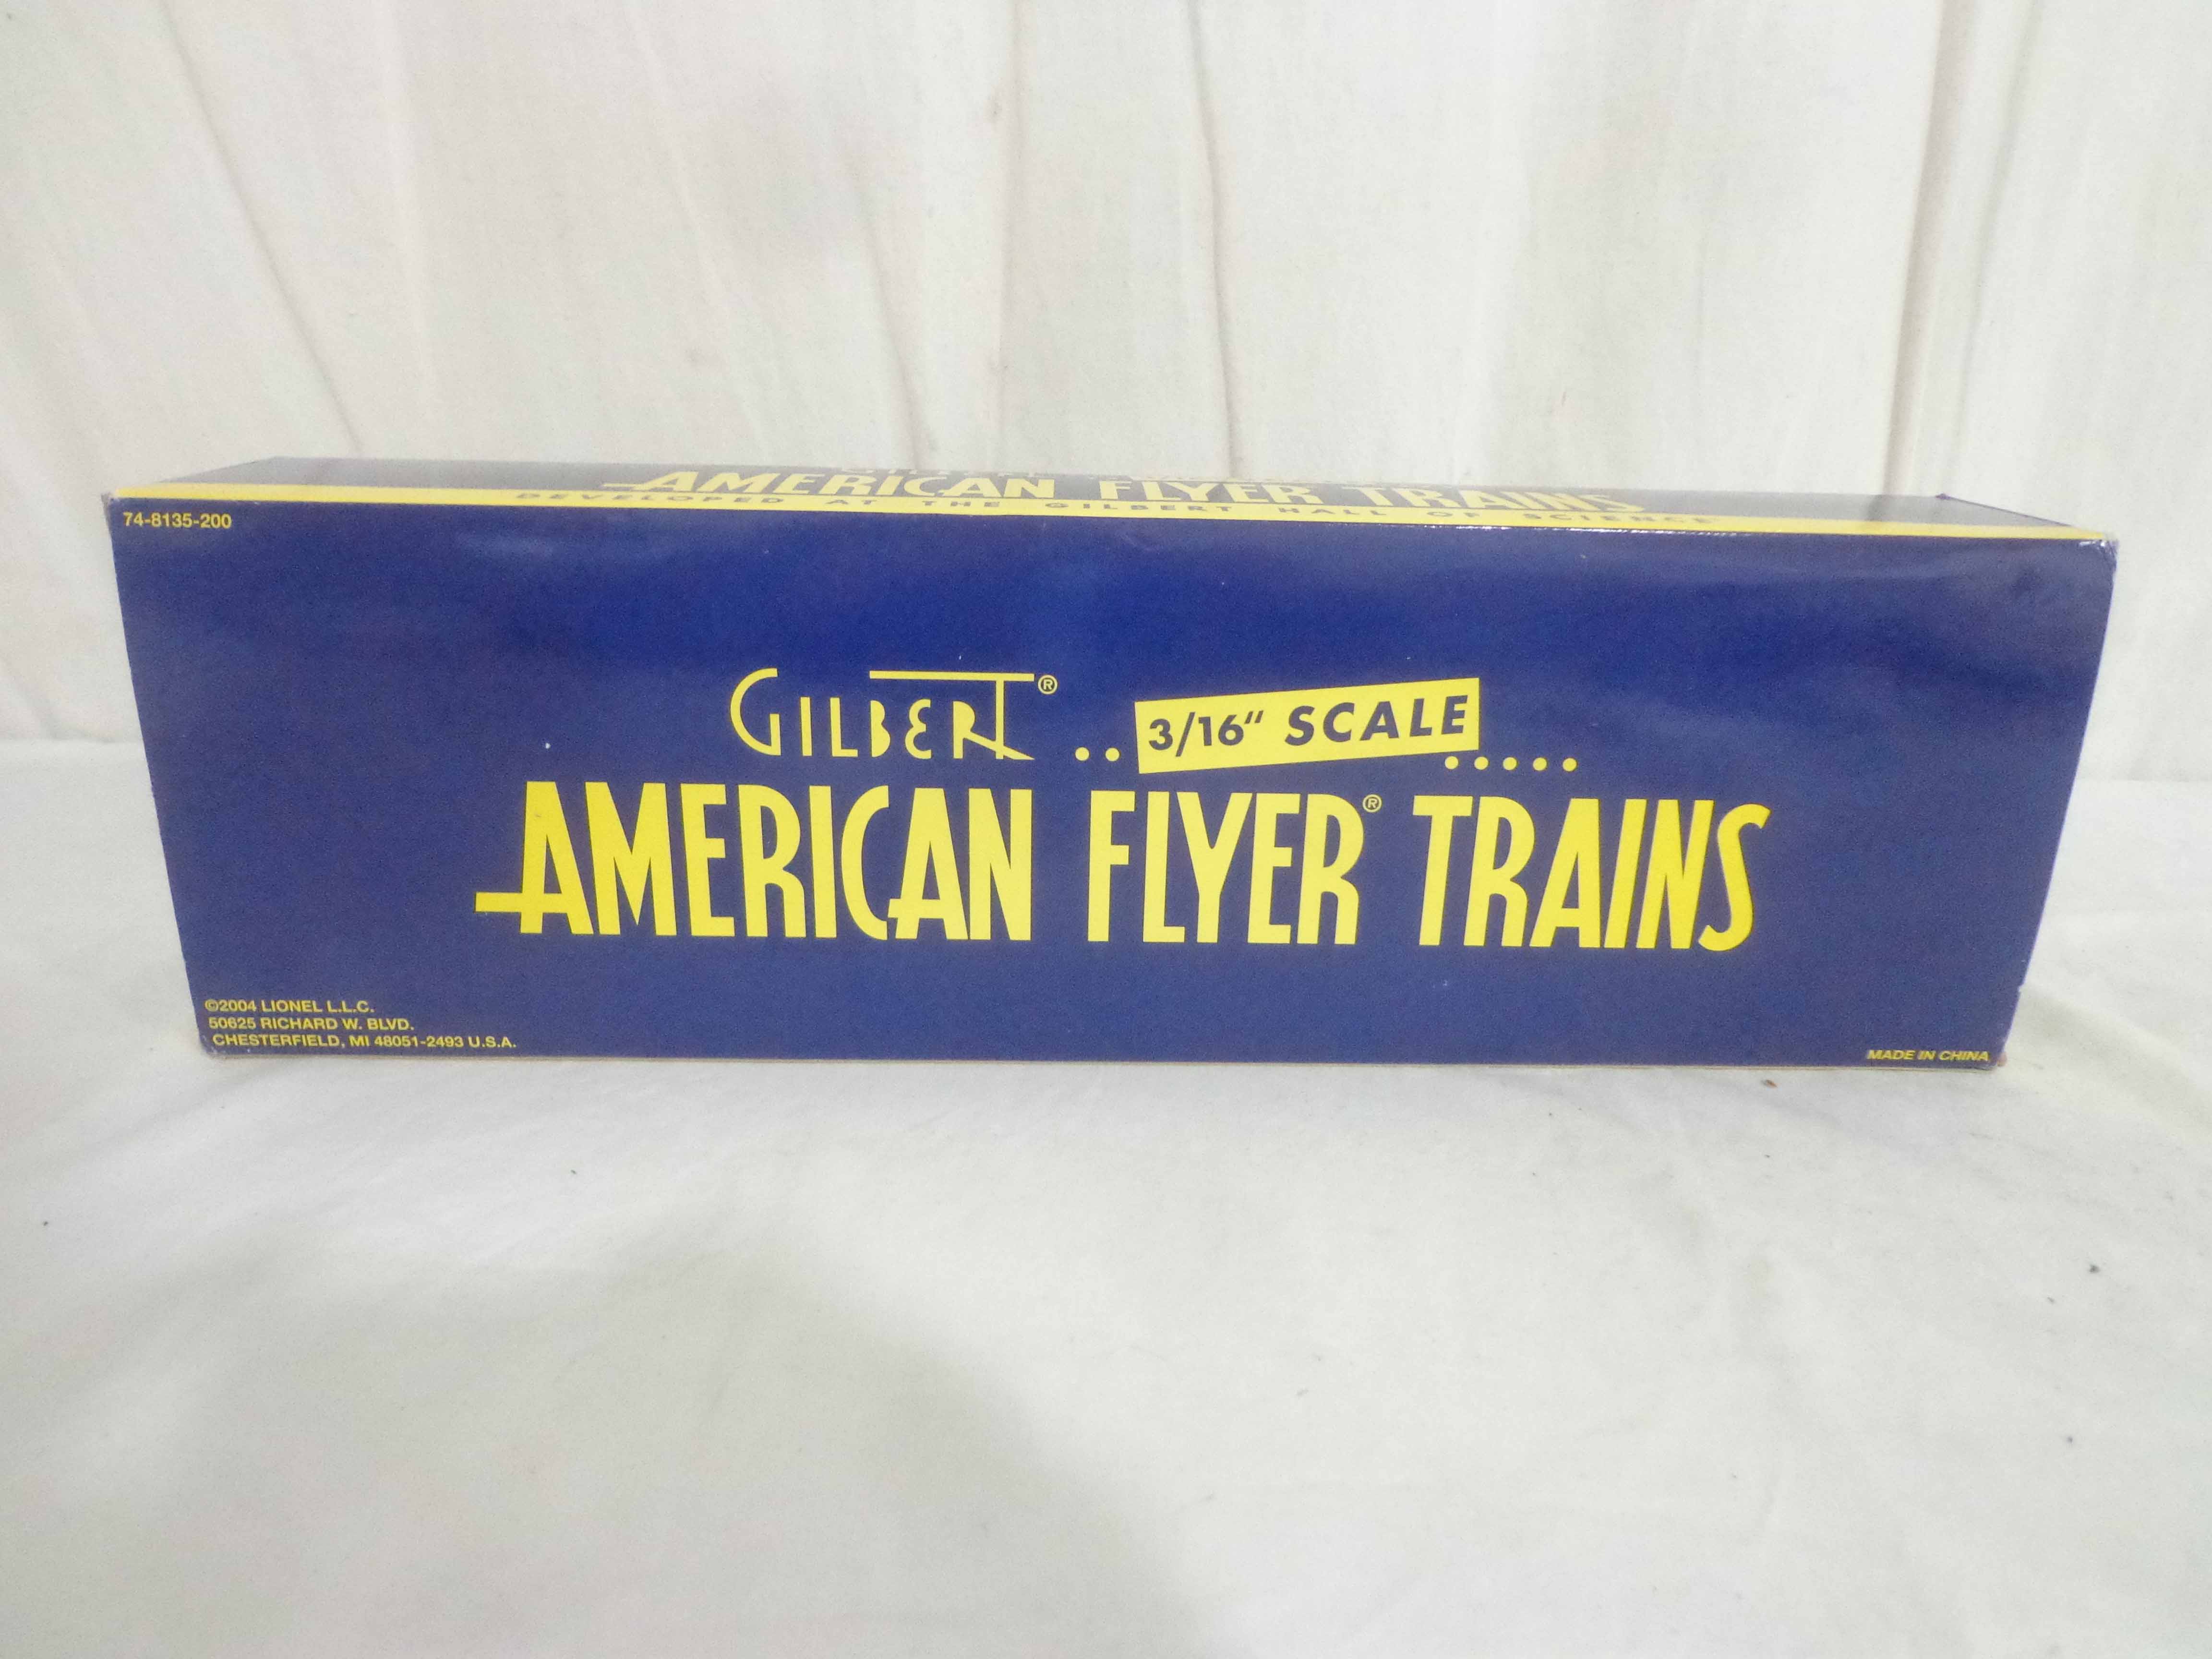 AMERICAN FLYER TRAINS
DEVELOPED AT THE GILBERT HALL OF SCIENCE
74-8135-200
GILBERT®
3/16" SCALE
AMERICAN FLYER® TRAINS
©2004 LIONEL L.L.C.
50625 RICHARD W. BLVD.
CHESTERFIELD, MI 48051-2493 U.S.A.
MADE IN CHINA